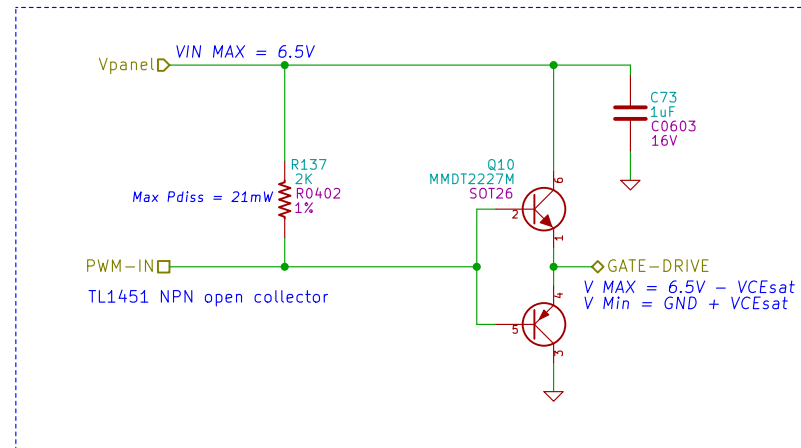 VIN MAX = 6.5V
Vpanel
C73
1uF
C0603
16V
R137
2K
R0402
1%
Max Pdiss = 21mW
Q10
MMDT2227M
SOT26
6
2
1
PWM-IN
GATE-DRIVE
TL1451 NPN open collector
V MAX = 6.5V - VCEsat
V Min = GND + VCEsat
4
5
3